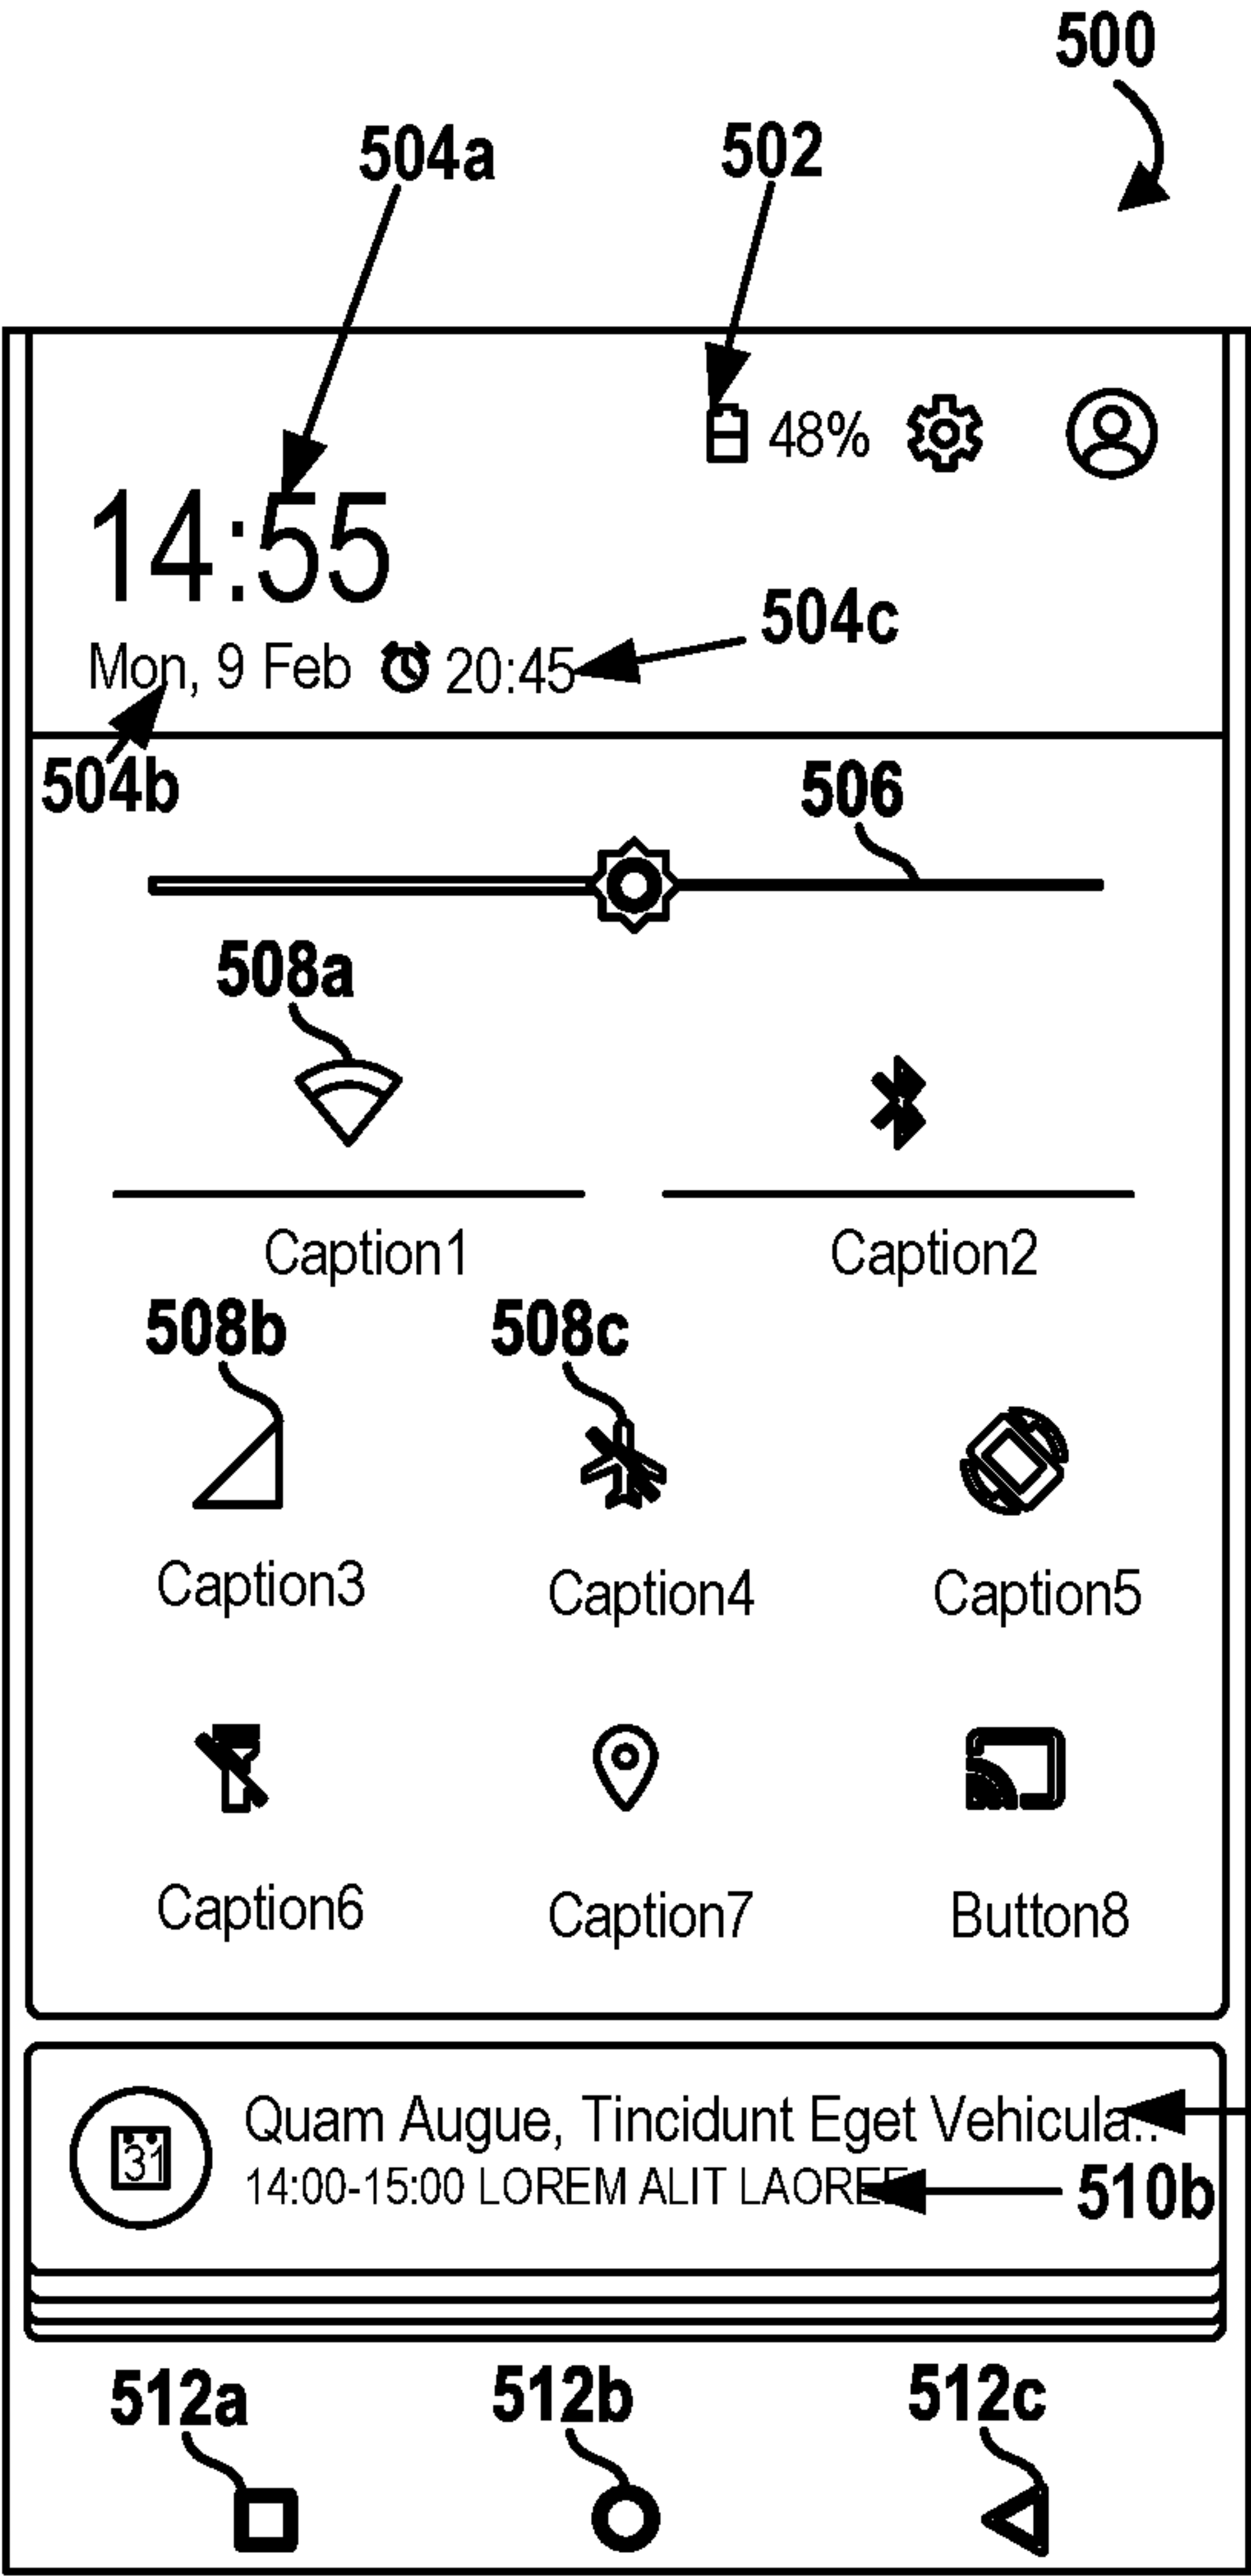 500
504a
502
48%
14:55
504c
Mon, 9 Feb 20:45
504b
506
508a
Caption1
Caption2
508b
508c
Caption3
Caption4
Caption5
Caption6
Caption7
Button8
31
Quam Augue, Tincidunt Eget Vehicula..
14:00-15:00 LOREM ALIT
510b
512a
512b
512c